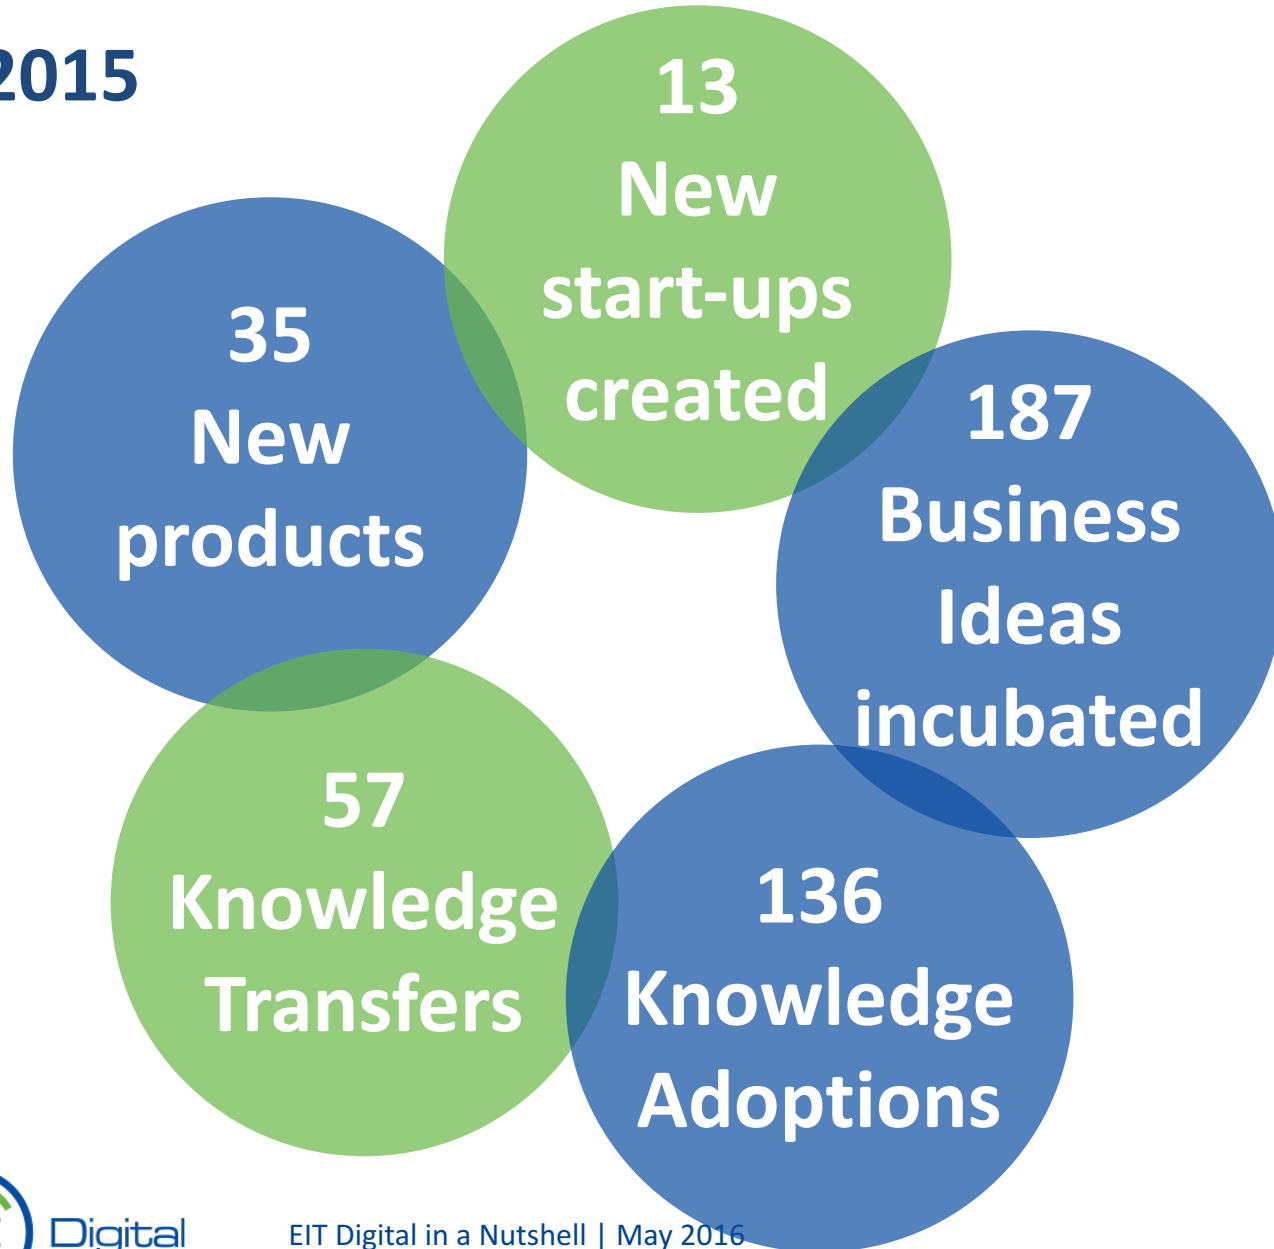 2015
13
New
start-ups
created
35
New
products
187
Business
Ideas
incubated
57
Knowledge
Transfers
136
Knowledge
Adoptions
Digital
EIT Digital in a Nutshell | May 2016